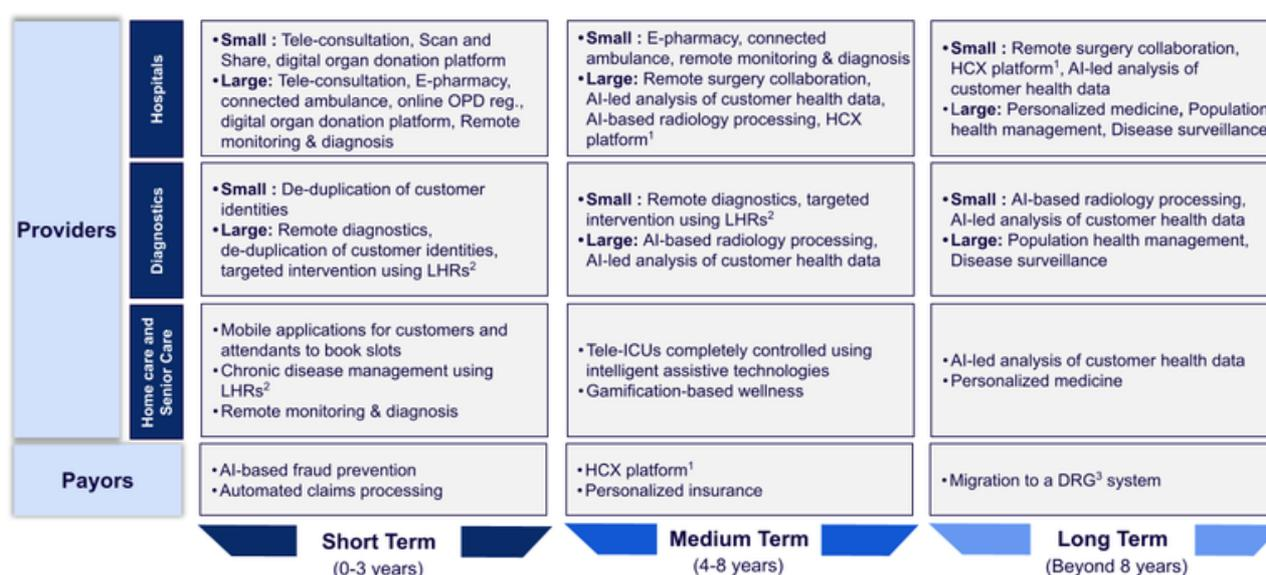 Providers
Hospitals
•Small : Tele-consultation, Scan and
Share, digital organ donation platform
•Large: Tele-consultation, E-pharmacy,
connected ambulance, online OPD reg.,
digital organ donation platform, Remote
monitoring & diagnosis
•Small : E-pharmacy, connected
ambulance, remote monitoring & diagnosis
•Large: Remote surgery collaboration,
AI-led analysis of customer health data,
AI-based radiology processing, HCX
platform¹
•Small : Remote surgery collaboration,
HCX platform¹, AI-led analysis of
customer health data
•Large: Personalized medicine, Population
health management, Disease surveillance
Diagnostics
•Small : De-duplication of customer
identities
•Large: Remote diagnostics,
de-duplication of customer identities,
targeted intervention using LHRs²
•Small : Remote diagnostics, targeted
intervention using LHRs²
•Large: AI-based radiology processing,
AI-led analysis of customer health data
•Small : AI-based radiology processing,
AI-led analysis of customer health data
•Large: Population health management,
Disease surveillance
Home care and
Senior Care
•Mobile applications for customers and
attendants to book slots
•Chronic disease management using
LHRs²
•Remote monitoring & diagnosis
•Tele-ICUs completely controlled using
intelligent assistive technologies
•Gamification-based wellness
•AI-led analysis of customer health data
•Personalized medicine
Payors
•AI-based fraud prevention
•Automated claims processing
•HCX platform¹
•Personalized insurance
•Migration to a DRG³ system
Short Term
(0-3 years)
Medium Term
(4-8 years)
Long Term
(Beyond 8 years)